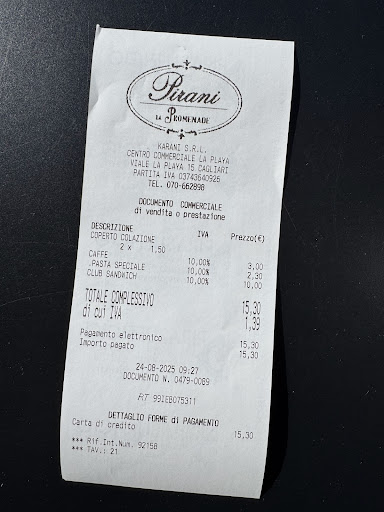 Pirani
LA PROMENADE
KARANI S.R.L.
CENTRO COMMERCIALE LA PLAYA
VIALE LA PLAYA 15 CAGLIARI
PARTITA IVA 03743640926
TEL. 070-662898
DOCUMENTO COMMERCIALE
di vendita o prestazione
DESCRIZIONE IVA Prezzo(€)
COPERTO COLAZIONE
2 x 1,50
10,00% 3,00
CAFFE 10,00% 2,30
.PASTA SPECIALE 10,00% 10,00
CLUB SANDWICH
TOTALE COMPLESSIVO 15,30
di cui IVA 1,39
Pagamento elettronico 15,30
Importo pagato 15,30
24-08-2025 09:27
DOCUMENTO N. 0479-0089
RT 99IEB075311
DETTAGLIO FORME di PAGAMENTO
Carta di credito 15,30
*** Rif.Int.Num. 92158
*** TAV.: 21